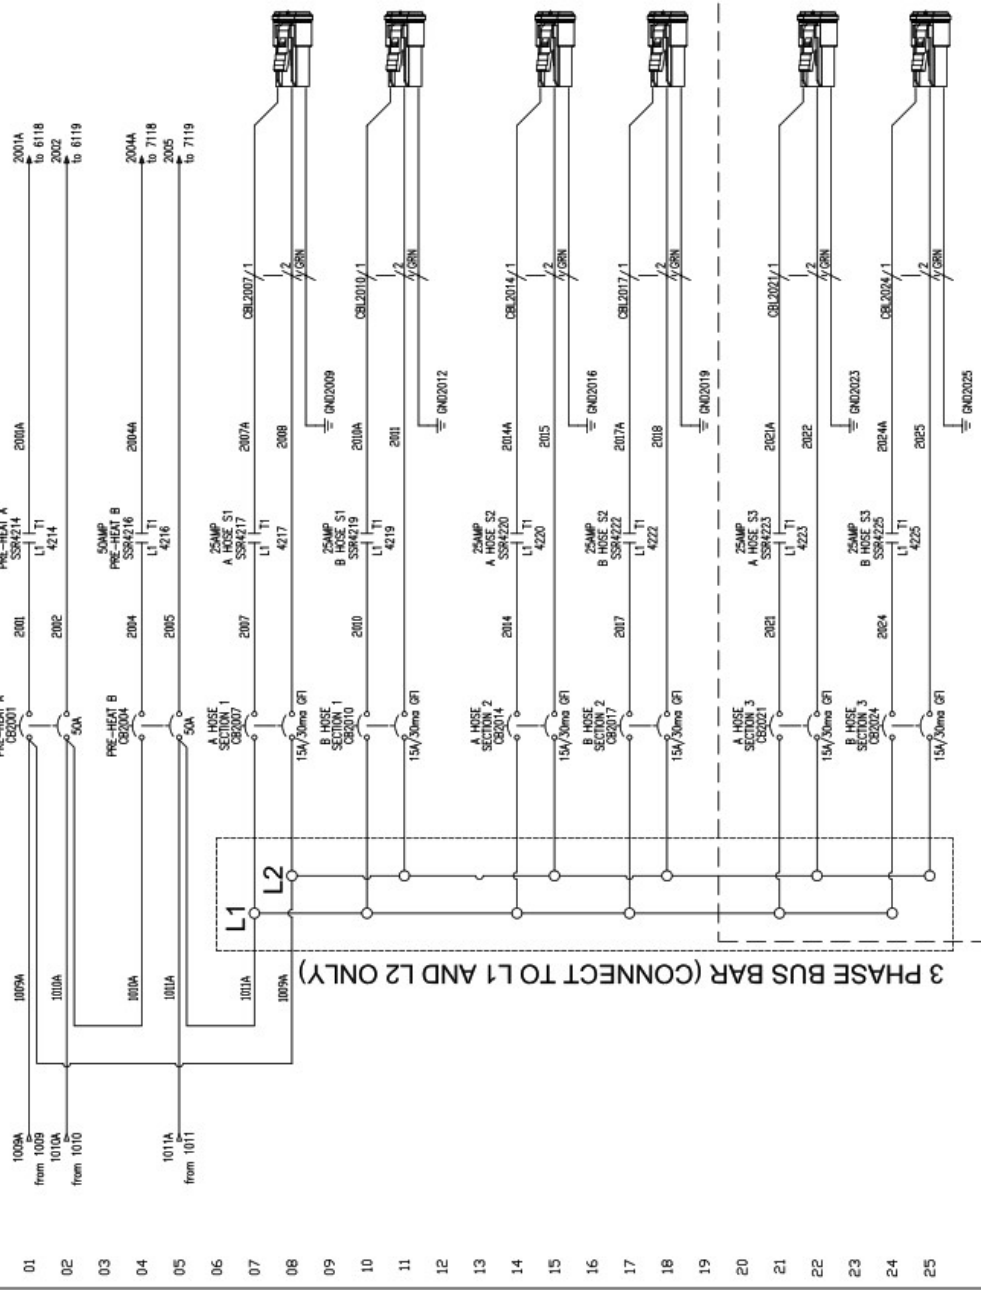 2001A
to 6118
2002
to 6119
2004A
to 7118
2005
to 7119
CBL2007
1
2
GRN
CBL2010
1
2
GRN
CBL2014
1
2
GRN
CBL2017
1
2
GRN
CBL2021
1
2
GRN
CBL2024
1
2
GRN
GND2009
GND2012
GND2016
GND2019
GND2023
GND2025
2001A
2004A
2007A
2008
2010A
2011
2014A
2015
2017A
2018
2021A
2022
2024A
2025
PRE-HEAT A
SSR4214
L1 T1
4214
50AMP
PRE-HEAT B
SSR4216
L1 T1
4216
25AMP
A HOSE S1
SSR4217
L1 T1
4217
25AMP
B HOSE S1
SSR4219
L1 T1
4219
25AMP
A HOSE S2
SSR4220
L1 T1
4220
25AMP
B HOSE S2
SSR4222
L1 T1
4222
25AMP
A HOSE S3
SSR4223
L1 T1
4223
25AMP
B HOSE S3
SSR4225
L1 T1
4225
2001
2002
2004
2005
2007
2010
2014
2017
2021
2024
PRE-HEAT A
CB2001
50A
PRE-HEAT B
CB2004
50A
A HOSE
SECTION 1
CB2007
15A/30ma GFI
B HOSE
SECTION 1
CB2010
15A/30ma GFI
A HOSE
SECTION 2
CB2014
15A/30ma GFI
B HOSE
SECTION 2
CB2017
15A/30ma GFI
A HOSE
SECTION 3
CB2021
15A/30ma GFI
B HOSE
SECTION 3
CB2024
15A/30ma GFI
L1
L2
3 PHASE BUS BAR (CONNECT TO L1 AND L2 ONLY)
1009A
1010A
1010A
1011A
1011A
1009A
1009A
from 1009
1010A
from 1010
1011A
from 1011
01
02
03
04
05
06
07
08
09
10
11
12
13
14
15
16
17
18
19
20
21
22
23
24
25